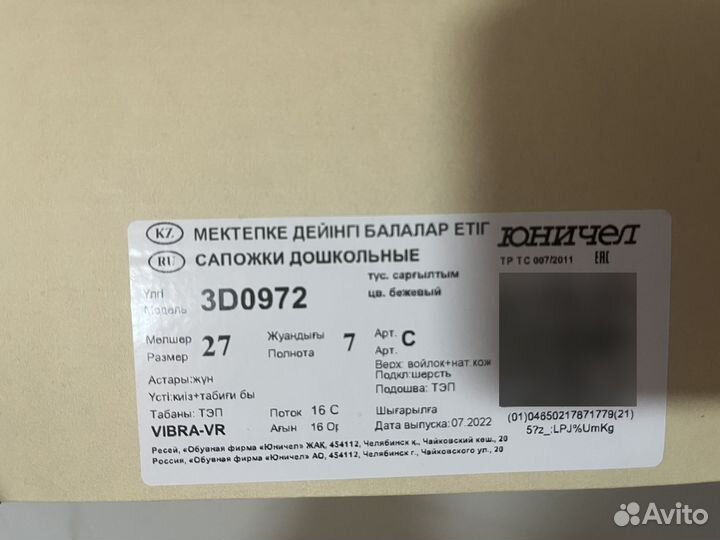 KZ МЕКТЕПКЕ ДЕЙІНГІ БАЛАЛАР ЕТІГ
RU САПОЖКИ ДОШКОЛЬНЫЕ
ЮНИЧЕЛ
ТР ТС 007/2011 ЕАС
Үлгі
Модель 3D0972
түс. сарғылтым
цв. бежевый
Мөлшер
Размер 27
Жуандығы
Полнота 7
Арт. С
Арт.
Верх: войлок+нат.кож
Подкл:шерсть
Подошва: ТЭП
Астары:жүн
Үсті:киіз+табиғи бы
Табаны: ТЭП
VIBRA-VR
Поток 16 С
Ағын 16 Ор
Шығарылға
Дата выпуска:07.2022
(01)04650217871779(21)
5?z_:LPJ%UmKg
Ресей, «Обувная фирма «Юничел» ЖАҚ, 454112, Челябинск қ., Чайковский көш., 20
Россия, «Обувная фирма «Юничел» АО, 454112, г. Челябинск, ул. Чайковского ул., 20
Avito